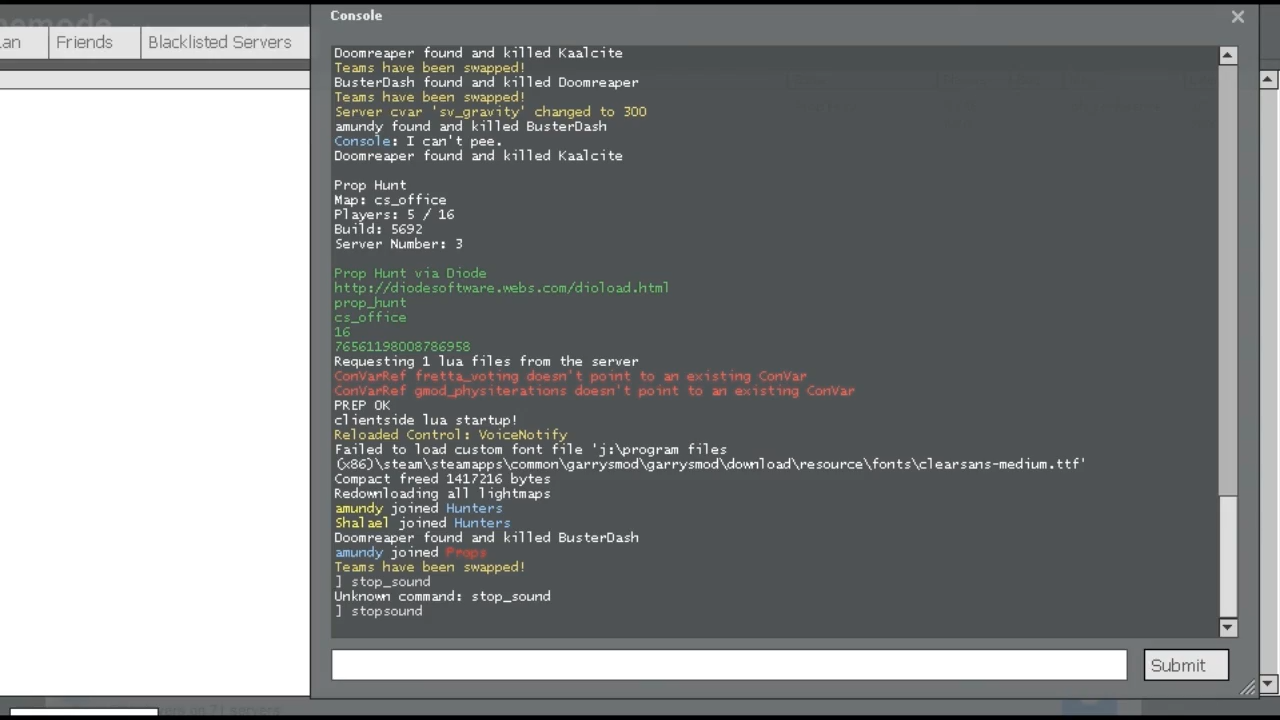 Console
Friends
Blacklisted Servers
Doomreaper found and killed Kaalcite
Teams have been swapped!
BusterDash found and killed Doomreaper
Teams have been swapped!
Server cvar 'sv_gravity' changed to 300
amundy found and killed BusterDash
Console: I can't pee.
Doomreaper found and killed Kaalcite
Prop Hunt
Map: cs_office
Players: 5 / 16
Build: 5692
Server Number: 3
Prop Hunt via Diode
http://diodesoftware.webs.com/dioload.html
prop_hunt
cs_office
16
76561198008786958
Requesting 1 lua files from the server
ConVarRef fretta_voting doesn't point to an existing ConVar
ConVarRef gmod_physiterations doesn't point to an existing ConVar
PREP OK
clientside lua startup!
Reloaded Control: VoiceNotify
Failed to load custom font file 'j:\program files
(x86)\steam\steamapps\common\garrysmod\garrysmod\download\resource\fonts\clearsans-medium.ttf'
Compact freed 1417216 bytes
Redownloading all lightmaps
amundy joined Hunters
Shalael joined Hunters
Doomreaper found and killed BusterDash
amundy joined Props
Teams have been swapped!
] stop_sound
Unknown command: stop_sound
] stopsound
Submit